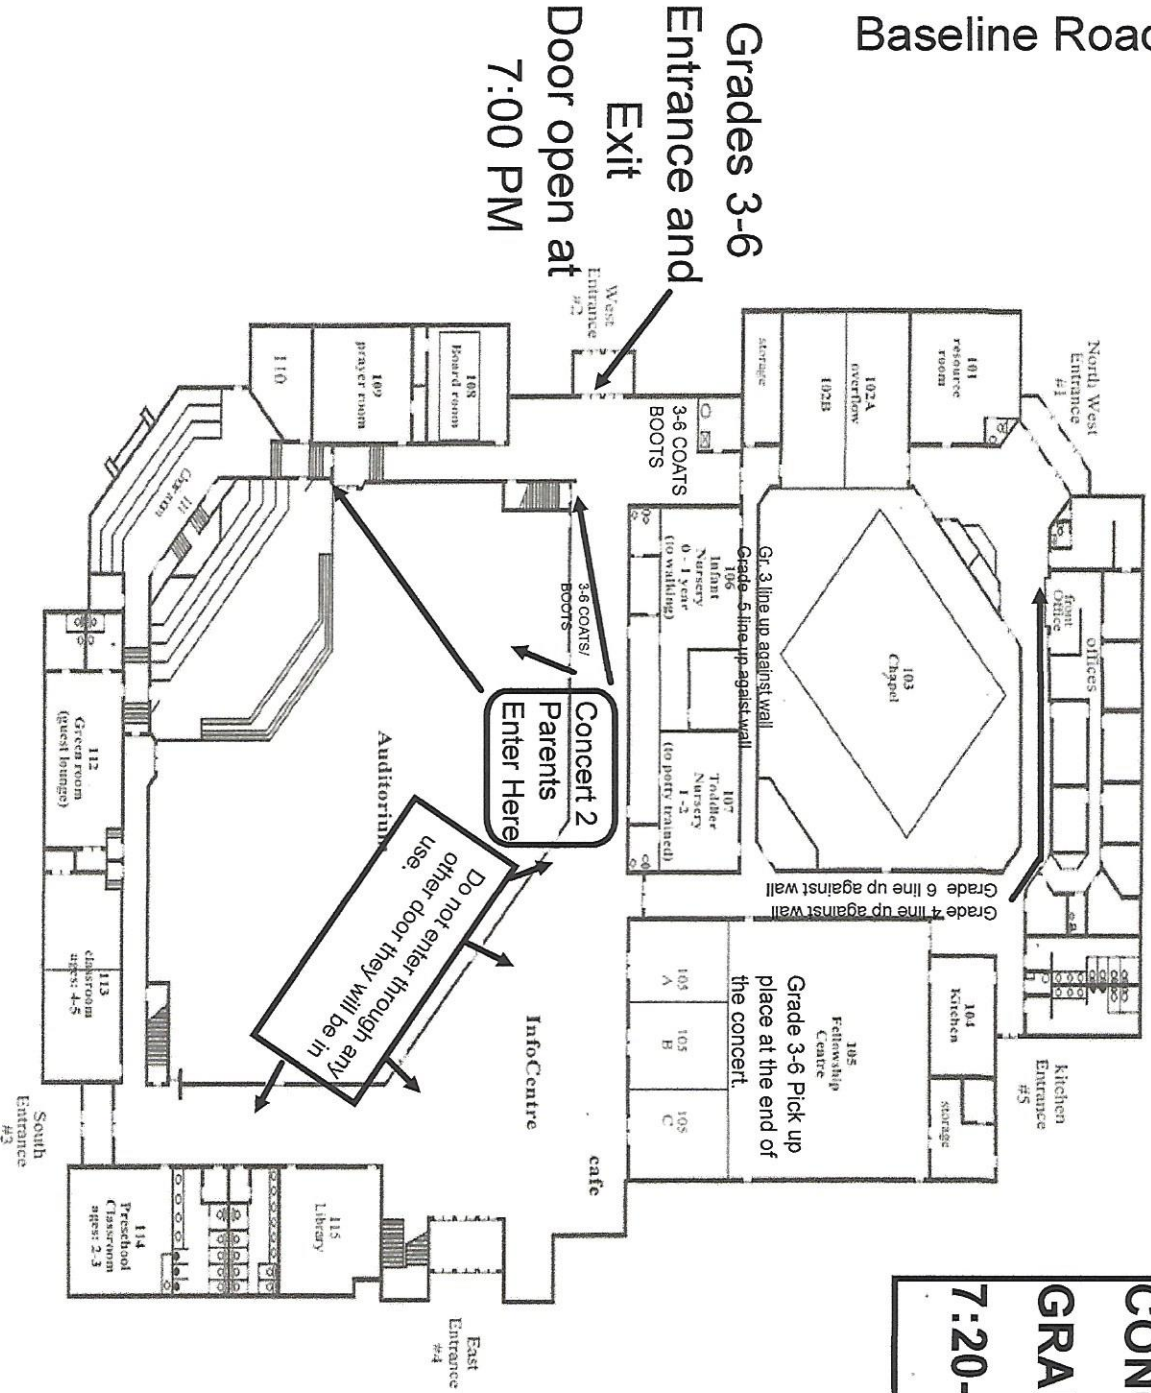 Baseline Road
Grades 3-6
Entrance and
Exit
Door open at
7:00 PM
CON
GRA
7:20-
North West
Entrance
#1
West
Entrance
#2
101
resource
room
102A
overflow
102B
storage
front
Office
offices
103
Chapel
3-6 COATS
BOOTS
Gr. 3 line up against wall
Grade 5 line up agaist wall
106
Infant
Nursery
0 - 1 year
(to walking)
107
Toddler
Nursery
1 -2
(to potty trained)
Grade 6 line up against wall
Grade 4 line up against wall
104
Kitchen
storage
kitchen
Entrance
#5
105
Fellowship
Centre
Grade 3-6 Pick up
place at the end of
the concert.
105
A
105
B
105
C
108
Board room
109
prayer room
110
111
Choir room
3-6 COATS/
BOOTS
Concert 2
Parents
Enter Here
Auditorium
Do not enter through any
other door they will be in
use.
InfoCentre
cafe
112
Green room
(guest lounge)
113
classroom
ages: 4-5
South
Entrance
#3
114
Preschool
Classroom
ages: 2-3
115
Library
East
Entrance
#4